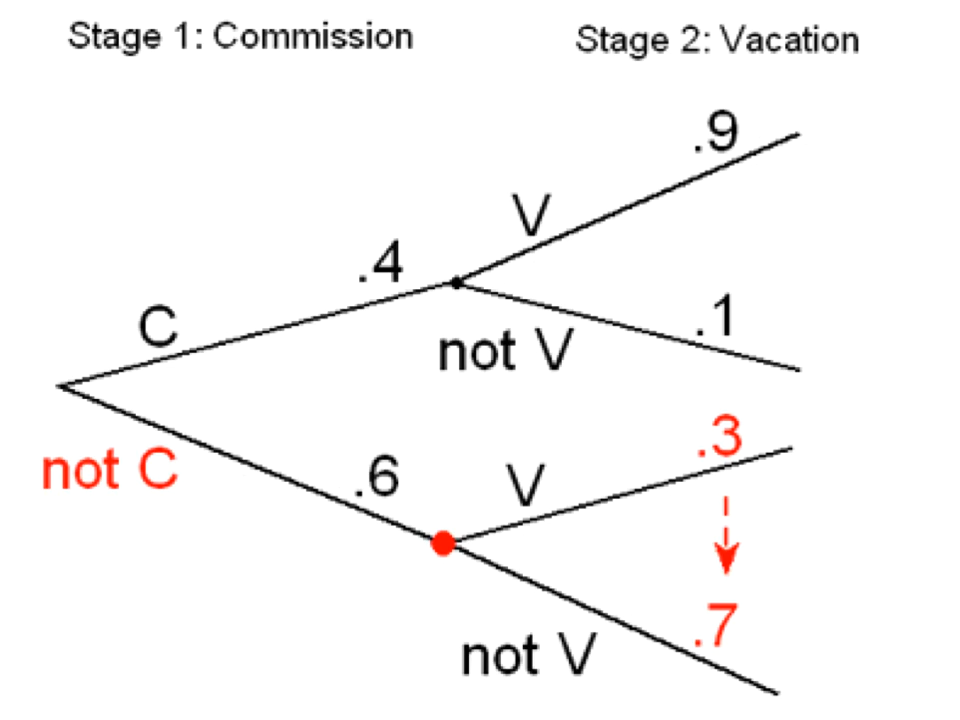 Stage 1: Commission
Stage 2: Vacation
.9
V
.4
C
not V
.1
not C
.6
V
.3
.7
not V